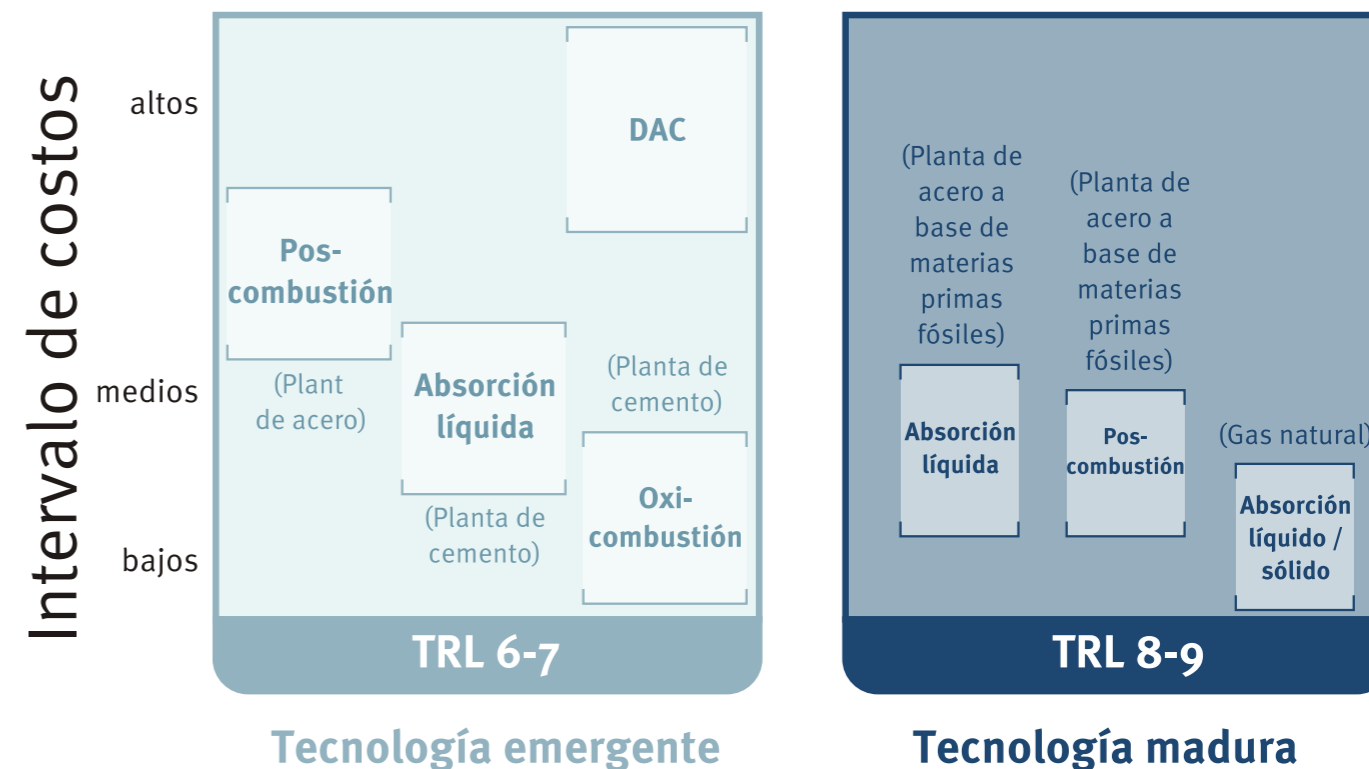 Intervalo de costos
altos
medios
bajos
DAC
Pos-
combustión
(Plant
de acero)
Absorción
líquida
(Planta de
cemento)
(Planta de
cemento)
Oxi-
combustión
TRL 6-7
Tecnología emergente
(Planta de
acero a
base de
materias
primas
fósiles)
Absorción
líquida
(Planta de
acero a
base de
materias
primas
fósiles)
Pos-
combustión
(Gas natural)
Absorción
líquido /
sólido
TRL 8-9
Tecnología madura